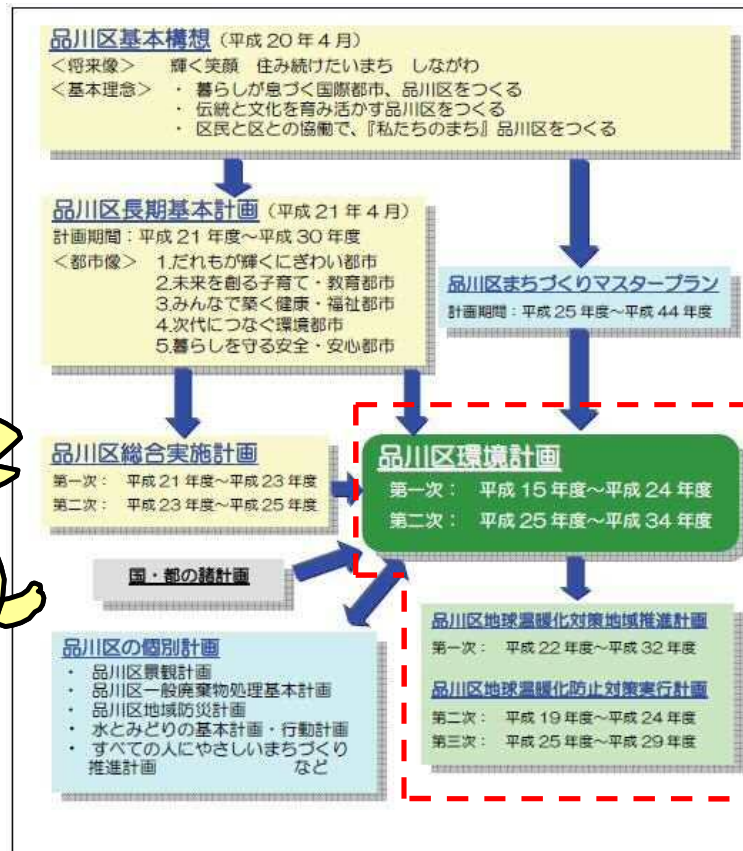 品川区基本構想（平成20年4月）
＜将来像＞ 輝く笑顔 住み続けたいまち しながわ
＜基本理念＞ ・ 暮らしが息づく国際都市、品川区をつくる
・ 伝統と文化を育み活かす品川区をつくる
・ 区民と区との協働で、『私たちのまち』品川区をつくる
品川区長期基本計画（平成21年4月）
計画期間：平成21年度～平成30年度
＜都市像＞ 1.だれもが輝くにぎわい都市
2.未来を創る子育て・教育都市
3.みんなで築く健康・福祉都市
4.次代につなぐ環境都市
5.暮らしを守る安全・安心都市
品川区まちづくりマスタープラン
計画期間：平成25年度～平成44年度
品川区総合実施計画
第一次： 平成21年度～平成23年度
第二次： 平成23年度～平成25年度
品川区環境計画
第一次： 平成15年度～平成24年度
第二次： 平成25年度～平成34年度
国・都の諸計画
品川区の個別計画
・ 品川区景観計画
・ 品川区一般廃棄物処理基本計画
・ 品川区地域防災計画
・ 水とみどりの基本計画・行動計画
・ すべての人にやさしいまちづくり
推進計画 など
品川区地球温暖化対策地域推進計画
第一次： 平成22年度～平成32年度
品川区地球温暖化防止対策実行計画
第二次： 平成19年度～平成24年度
第三次： 平成25年度～平成29年度